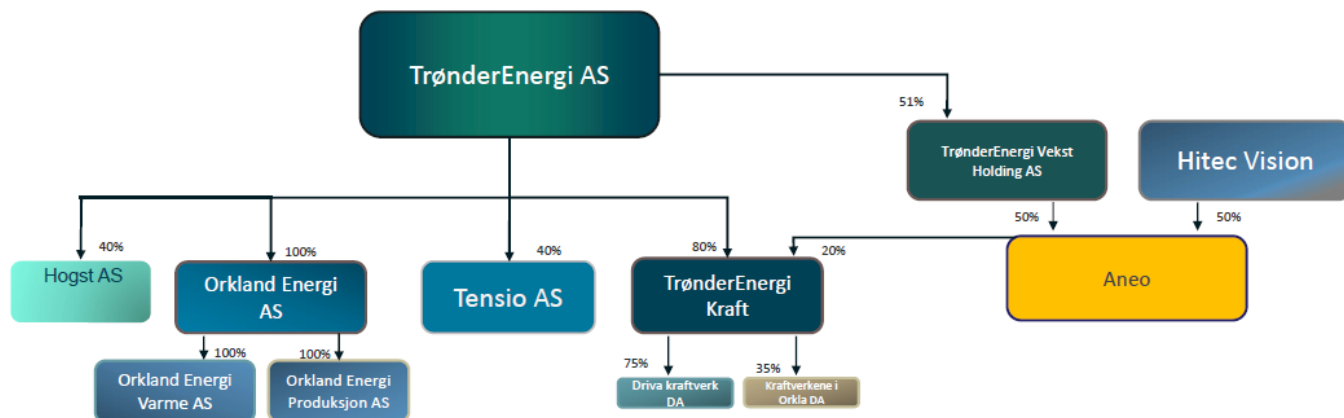 TrønderEnergi AS
51%
TrønderEnergi Vekst
Holding AS
Hitec Vision
50%
50%
40%
100%
40%
80%
20%
Hogst AS
Orkland Energi
AS
Tensio AS
TrønderEnergi
Kraft
Aneo
100%
100%
75%
35%
Orkland Energi
Varme AS
Orkland Energi
Produksjon AS
Driva kraftverk
DA
Kraftverkene i
Orkla DA